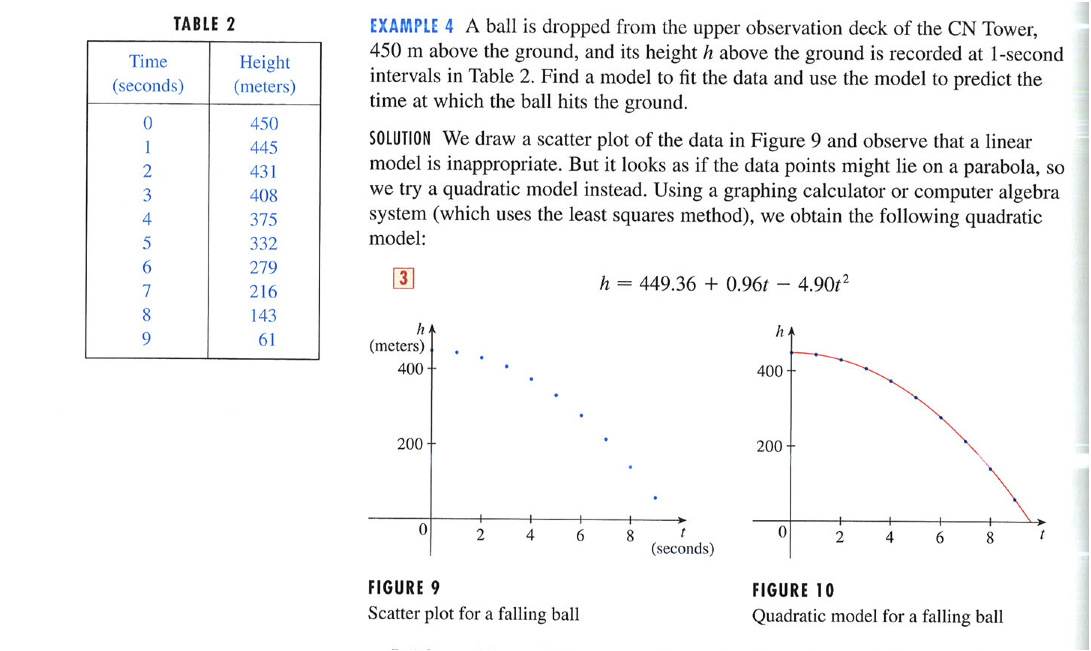 TABLE 2
Time Height
(seconds) (meters)
0 450
1 445
2 431
3 408
4 375
5 332
6 279
7 216
8 143
9 61
EXAMPLE 4 A ball is dropped from the upper observation deck of the CN Tower,
450 m above the ground, and its height h above the ground is recorded at 1-second
intervals in Table 2. Find a model to fit the data and use the model to predict the
time at which the ball hits the ground.
SOLUTION We draw a scatter plot of the data in Figure 9 and observe that a linear
model is inappropriate. But it looks as if the data points might lie on a parabola, so
we try a quadratic model instead. Using a graphing calculator or computer algebra
system (which uses the least squares method), we obtain the following quadratic
model:
3 h = 449.36 + 0.96t − 4.90t²
h
(meters)
400
200
0 2 4 6 8 t
(seconds)
FIGURE 9
Scatter plot for a falling ball
h
400
200
0 2 4 6 8 t
FIGURE 10
Quadratic model for a falling ball